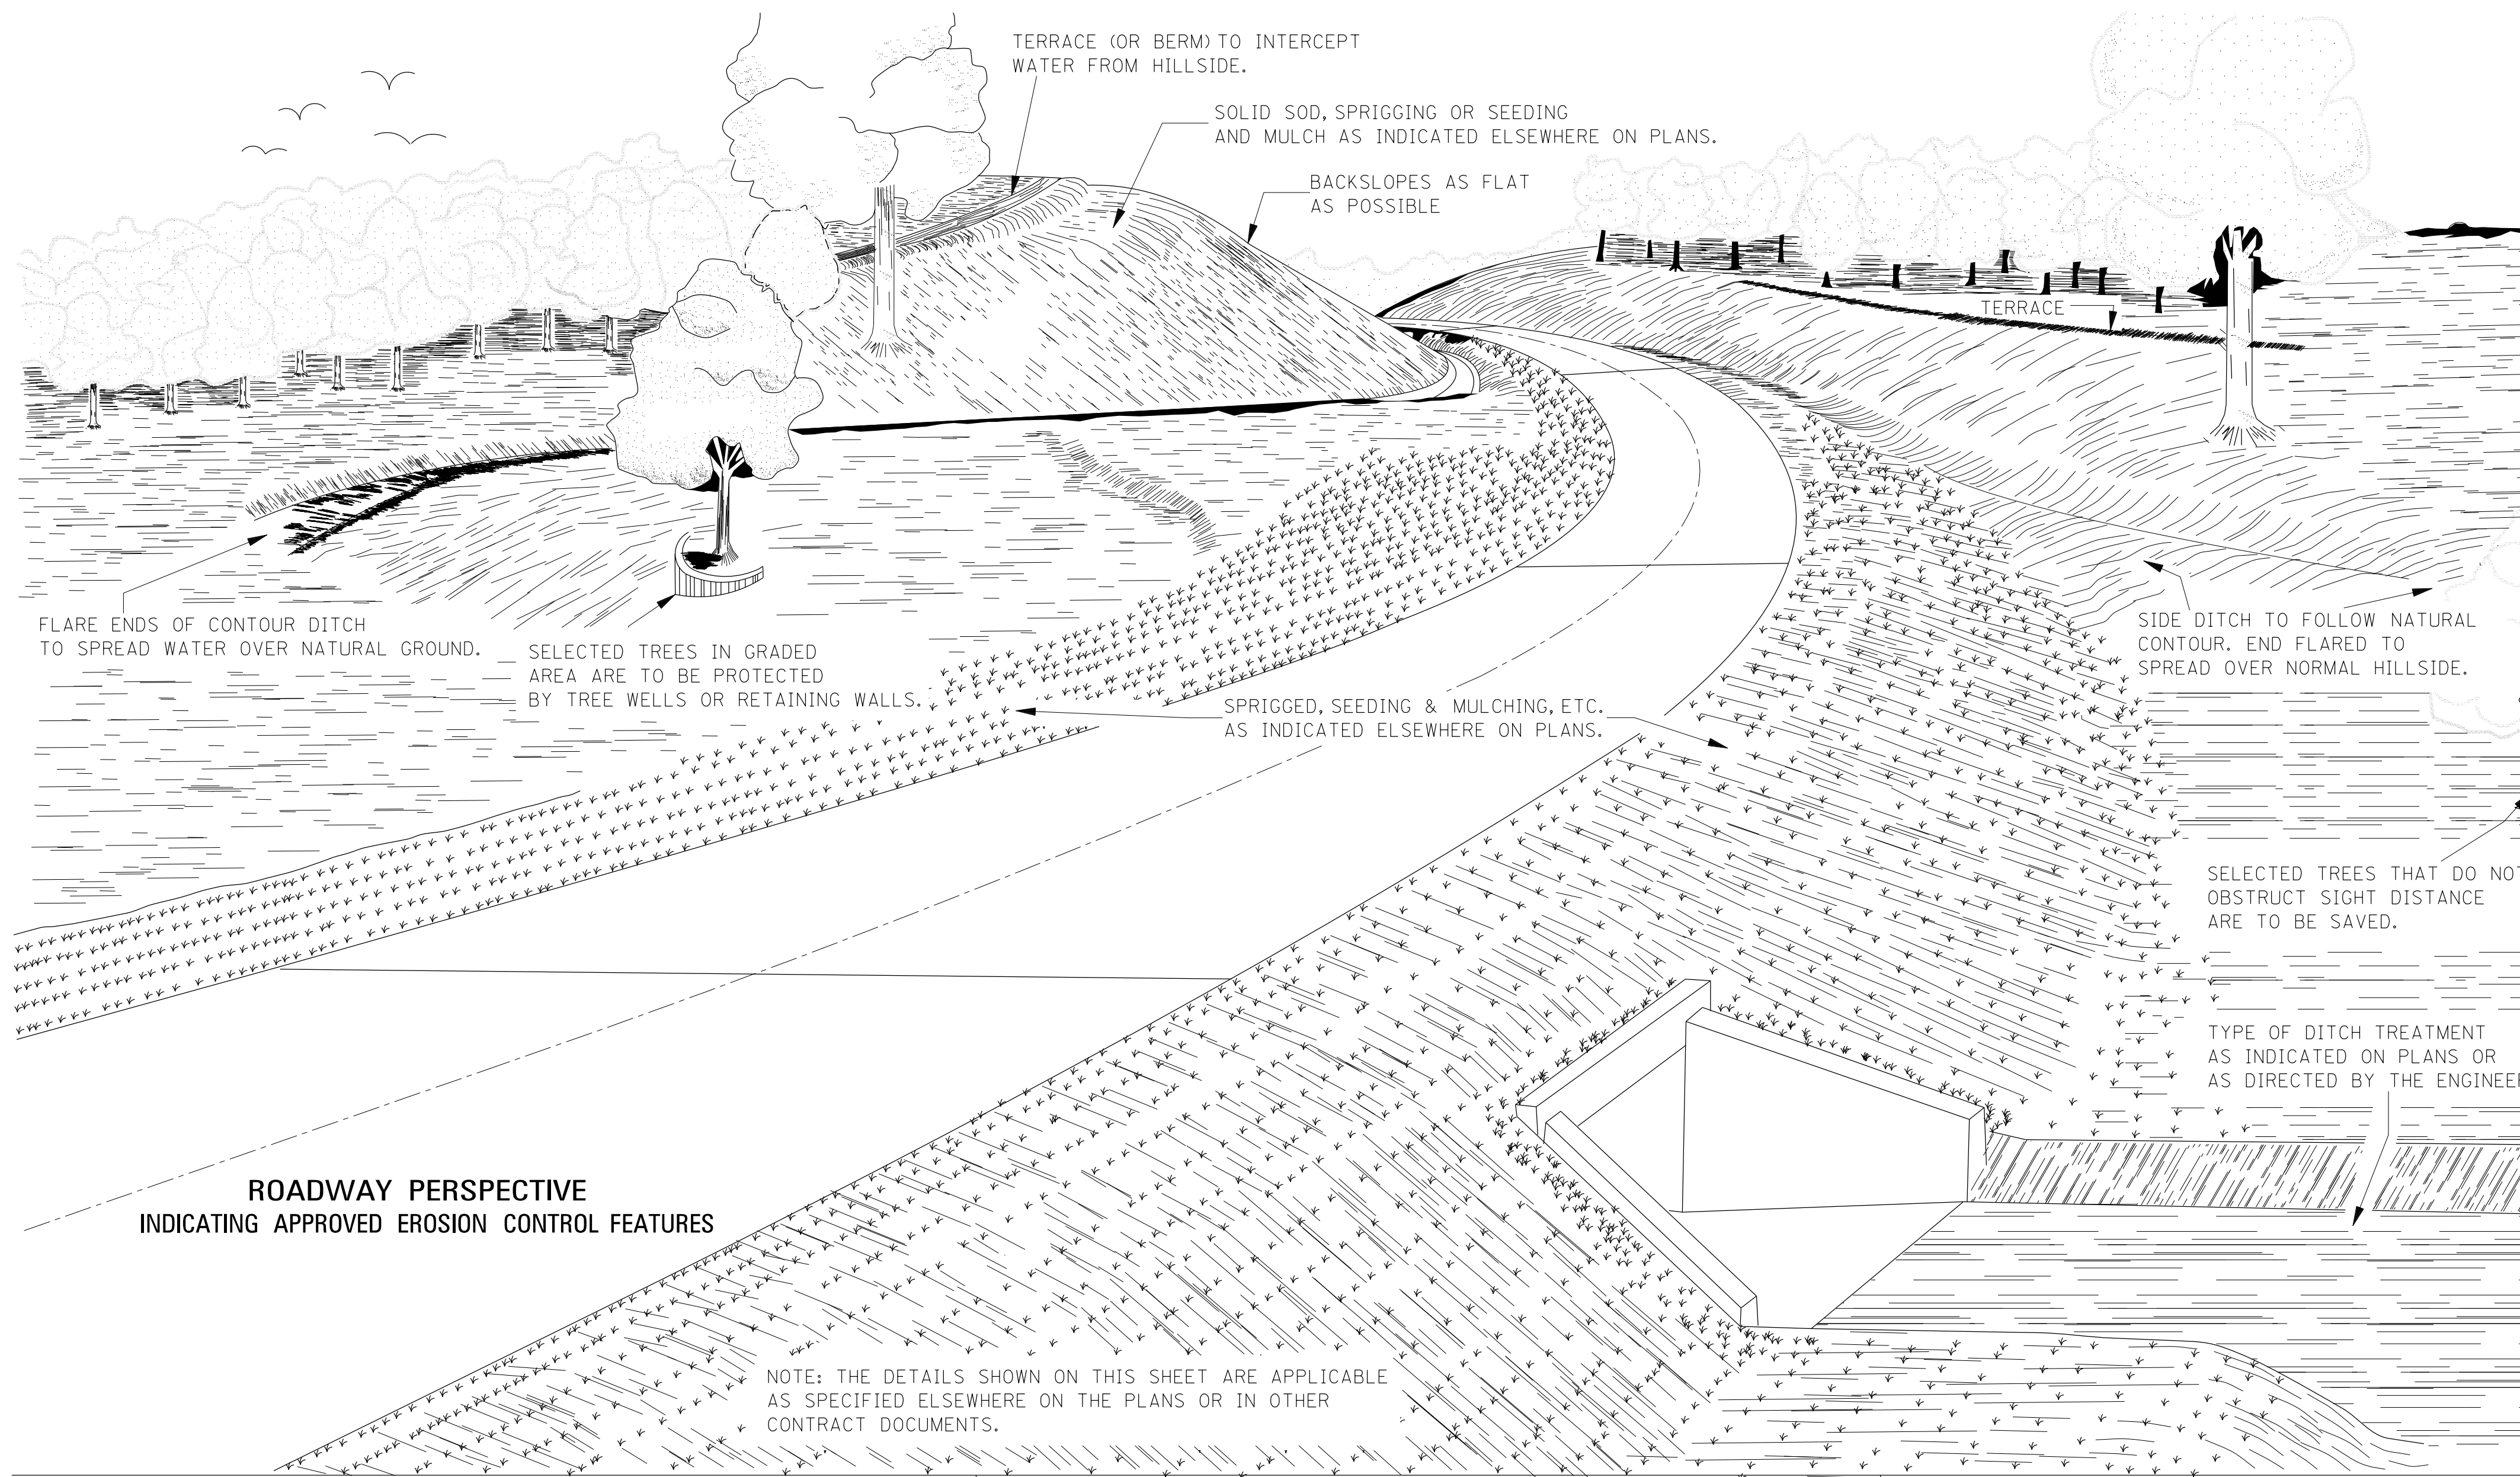 TERRACE (OR BERM) TO INTERCEPT
WATER FROM HILLSIDE.
SOLID SOD, SPRIGGING OR SEEDING
AND MULCH AS INDICATED ELSEWHERE ON PLANS.
BACKSLOPES AS FLAT
AS POSSIBLE
TERRACE
FLARE ENDS OF CONTOUR DITCH
TO SPREAD WATER OVER NATURAL GROUND.
SELECTED TREES IN GRADED
AREA ARE TO BE PROTECTED
BY TREE WELLS OR RETAINING WALLS.
SIDE DITCH TO FOLLOW NATURAL
CONTOUR. END FLARED TO
SPREAD OVER NORMAL HILLSIDE.
SPRIGGED, SEEDING & MULCHING, ETC.
AS INDICATED ELSEWHERE ON PLANS.
SELECTED TREES THAT DO NOT
OBSTRUCT SIGHT DISTANCE
ARE TO BE SAVED.
TYPE OF DITCH TREATMENT
AS INDICATED ON PLANS OR
AS DIRECTED BY THE ENGINEER
ROADWAY PERSPECTIVE
INDICATING APPROVED EROSION CONTROL FEATURES
NOTE: THE DETAILS SHOWN ON THIS SHEET ARE APPLICABLE
AS SPECIFIED ELSEWHERE ON THE PLANS OR IN OTHER
CONTRACT DOCUMENTS.